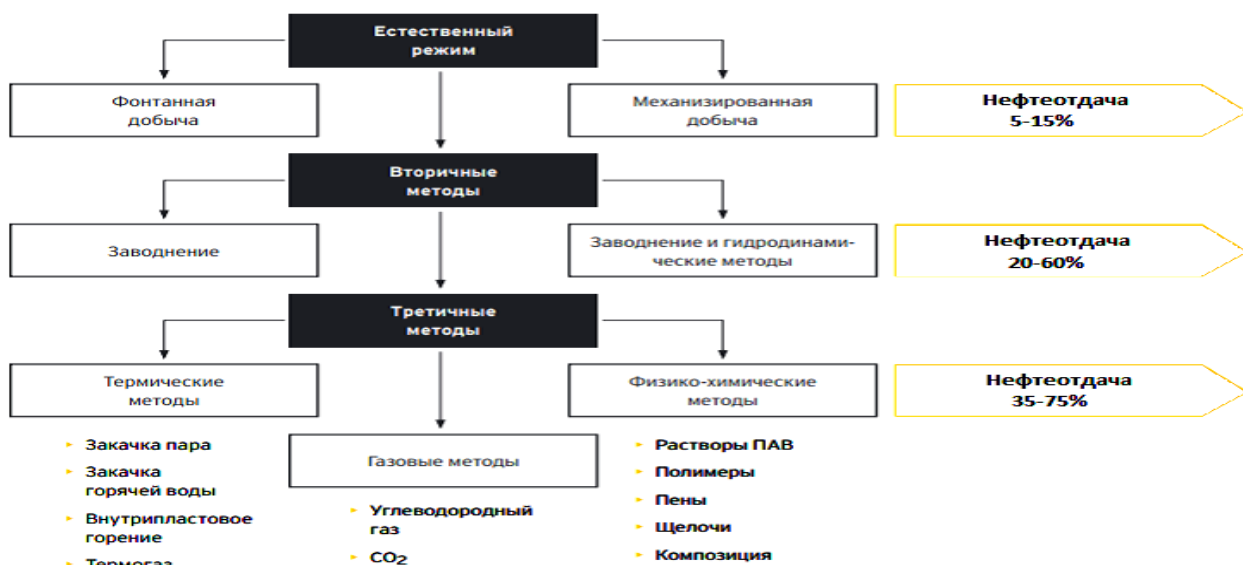 Естественный
режим
Фонтанная
добыча
Механизированная
добыча
Нефтеотдача
5-15%
Вторичные
методы
Заводнение
Заводнение и гидродинами-
ческие методы
Нефтеотдача
20-60%
Третичные
методы
Термические
методы
Физико-химические
методы
Нефтеотдача
35-75%
Газовые методы
Закачка пара
Закачка
горячей воды
Внутрипластовое
горение
Термогаз
Углеводородный
газ
CO2
Растворы ПАВ
Полимеры
Пены
Щелочи
Композиция